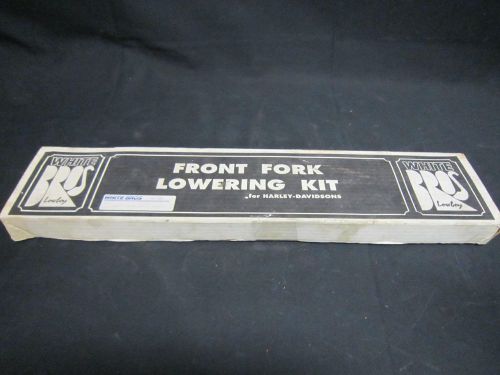 WHITE
BROS
Lowboy
FRONT FORK
LOWERING KIT
...for HARLEY-DAVIDSONS
WHITE BROS
WHITE
BROS
Lowboy